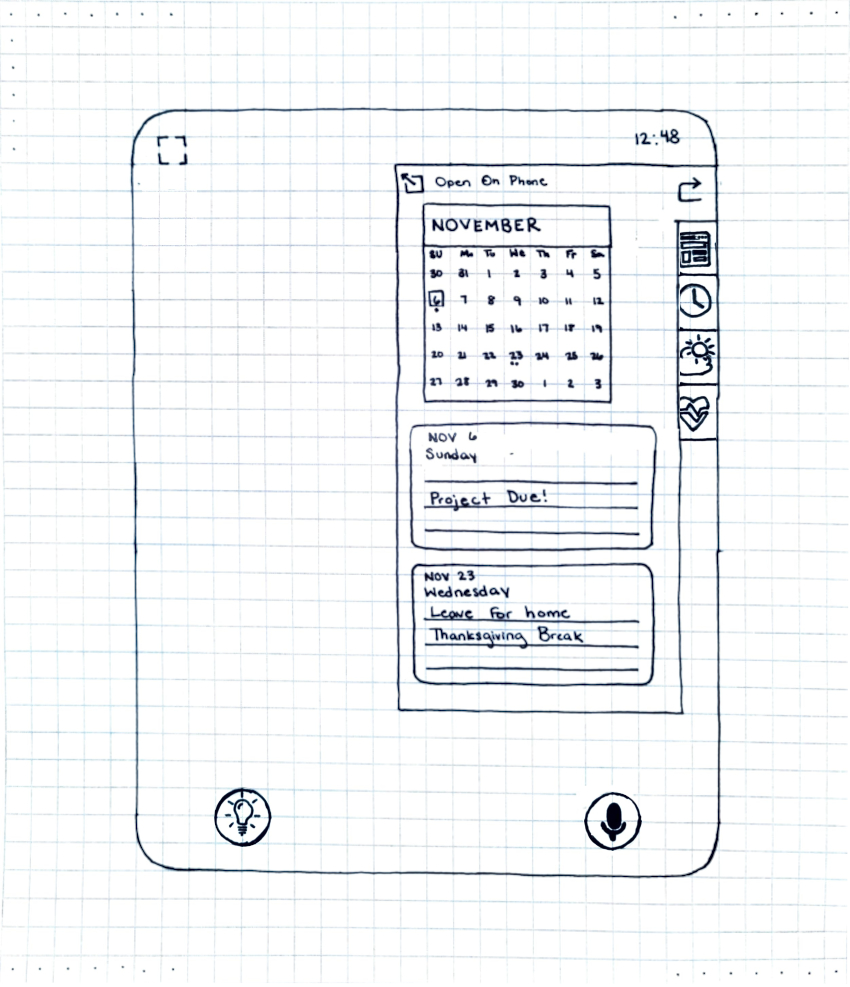 12:48
Open On Phone
NOVEMBER
SU Mo Tu We Th Fr Sa
30 31 1 2 3 4 5
6 7 8 9 10 11 12
13 14 15 16 17 18 19
20 21 22 23 24 25 26
27 28 29 30 1 2 3
NOV 6
Sunday
Project Due!
NOV 23
Wednesday
Leave for home
Thanksgiving Break